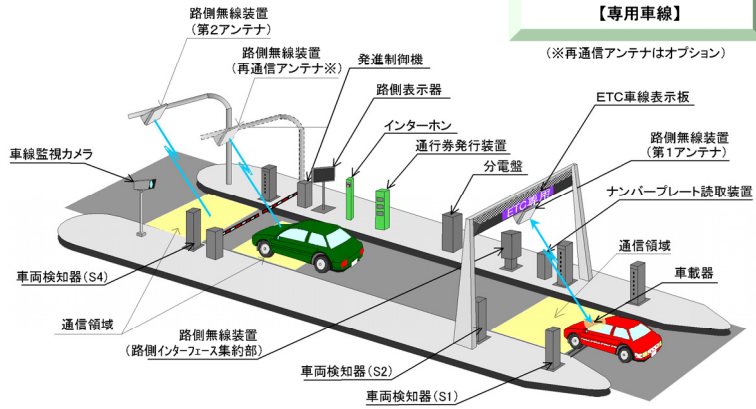 【専用車線】
(※再通信アンテナはオプション)
路側無線装置
(第2アンテナ)
路側無線装置
(再通信アンテナ※)
発進制御機
路側表示器
インターホン
通行券発行装置
分電盤
ETC車線表示板
路側無線装置
(第1アンテナ)
ナンバープレート読取装置
車線監視カメラ
ETC専用
通信領域
車載器
車両検知器(S4)
通信領域
路側無線装置
(路側インターフェース集約部)
車両検知器(S2)
車両検知器(S1)